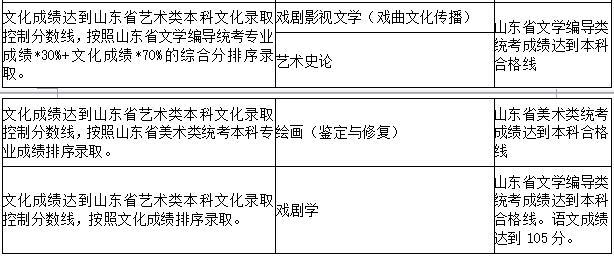 文化成绩达到山东省艺术类本科文化录取
控制分数线，按照山东省文学编导统考专业
成绩*30%+文化成绩*70%的综合分排序录
取。
戏剧影视文学（戏曲文化传播）
艺术史论
山东省文学编导类
统考成绩达到本科
合格线
文化成绩达到山东省艺术类本科文化录取
控制分数线，按照山东省美术类统考本科专
业成绩排序录取。
绘画（鉴定与修复）
山东省美术类统考
成绩达到本科合格
线
文化成绩达到山东省艺术类本科文化录取
控制分数线，按照文化成绩排序录取。
戏剧学
山东省文学编导类
统考成绩达到本科
合格线。语文成绩
达到 105 分。